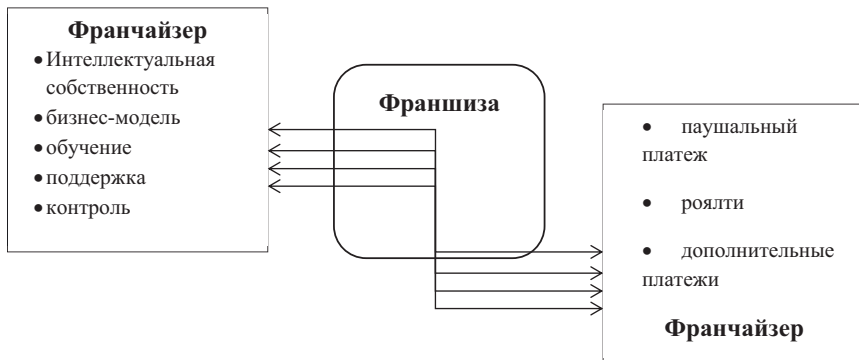 Франчайзер
• Интеллектуальная
собственность
• бизнес-модель
• обучение
• поддержка
• контроль
Франшиза
• паушальный
платеж
• роялти
• дополнительные
платежи
Франчайзер